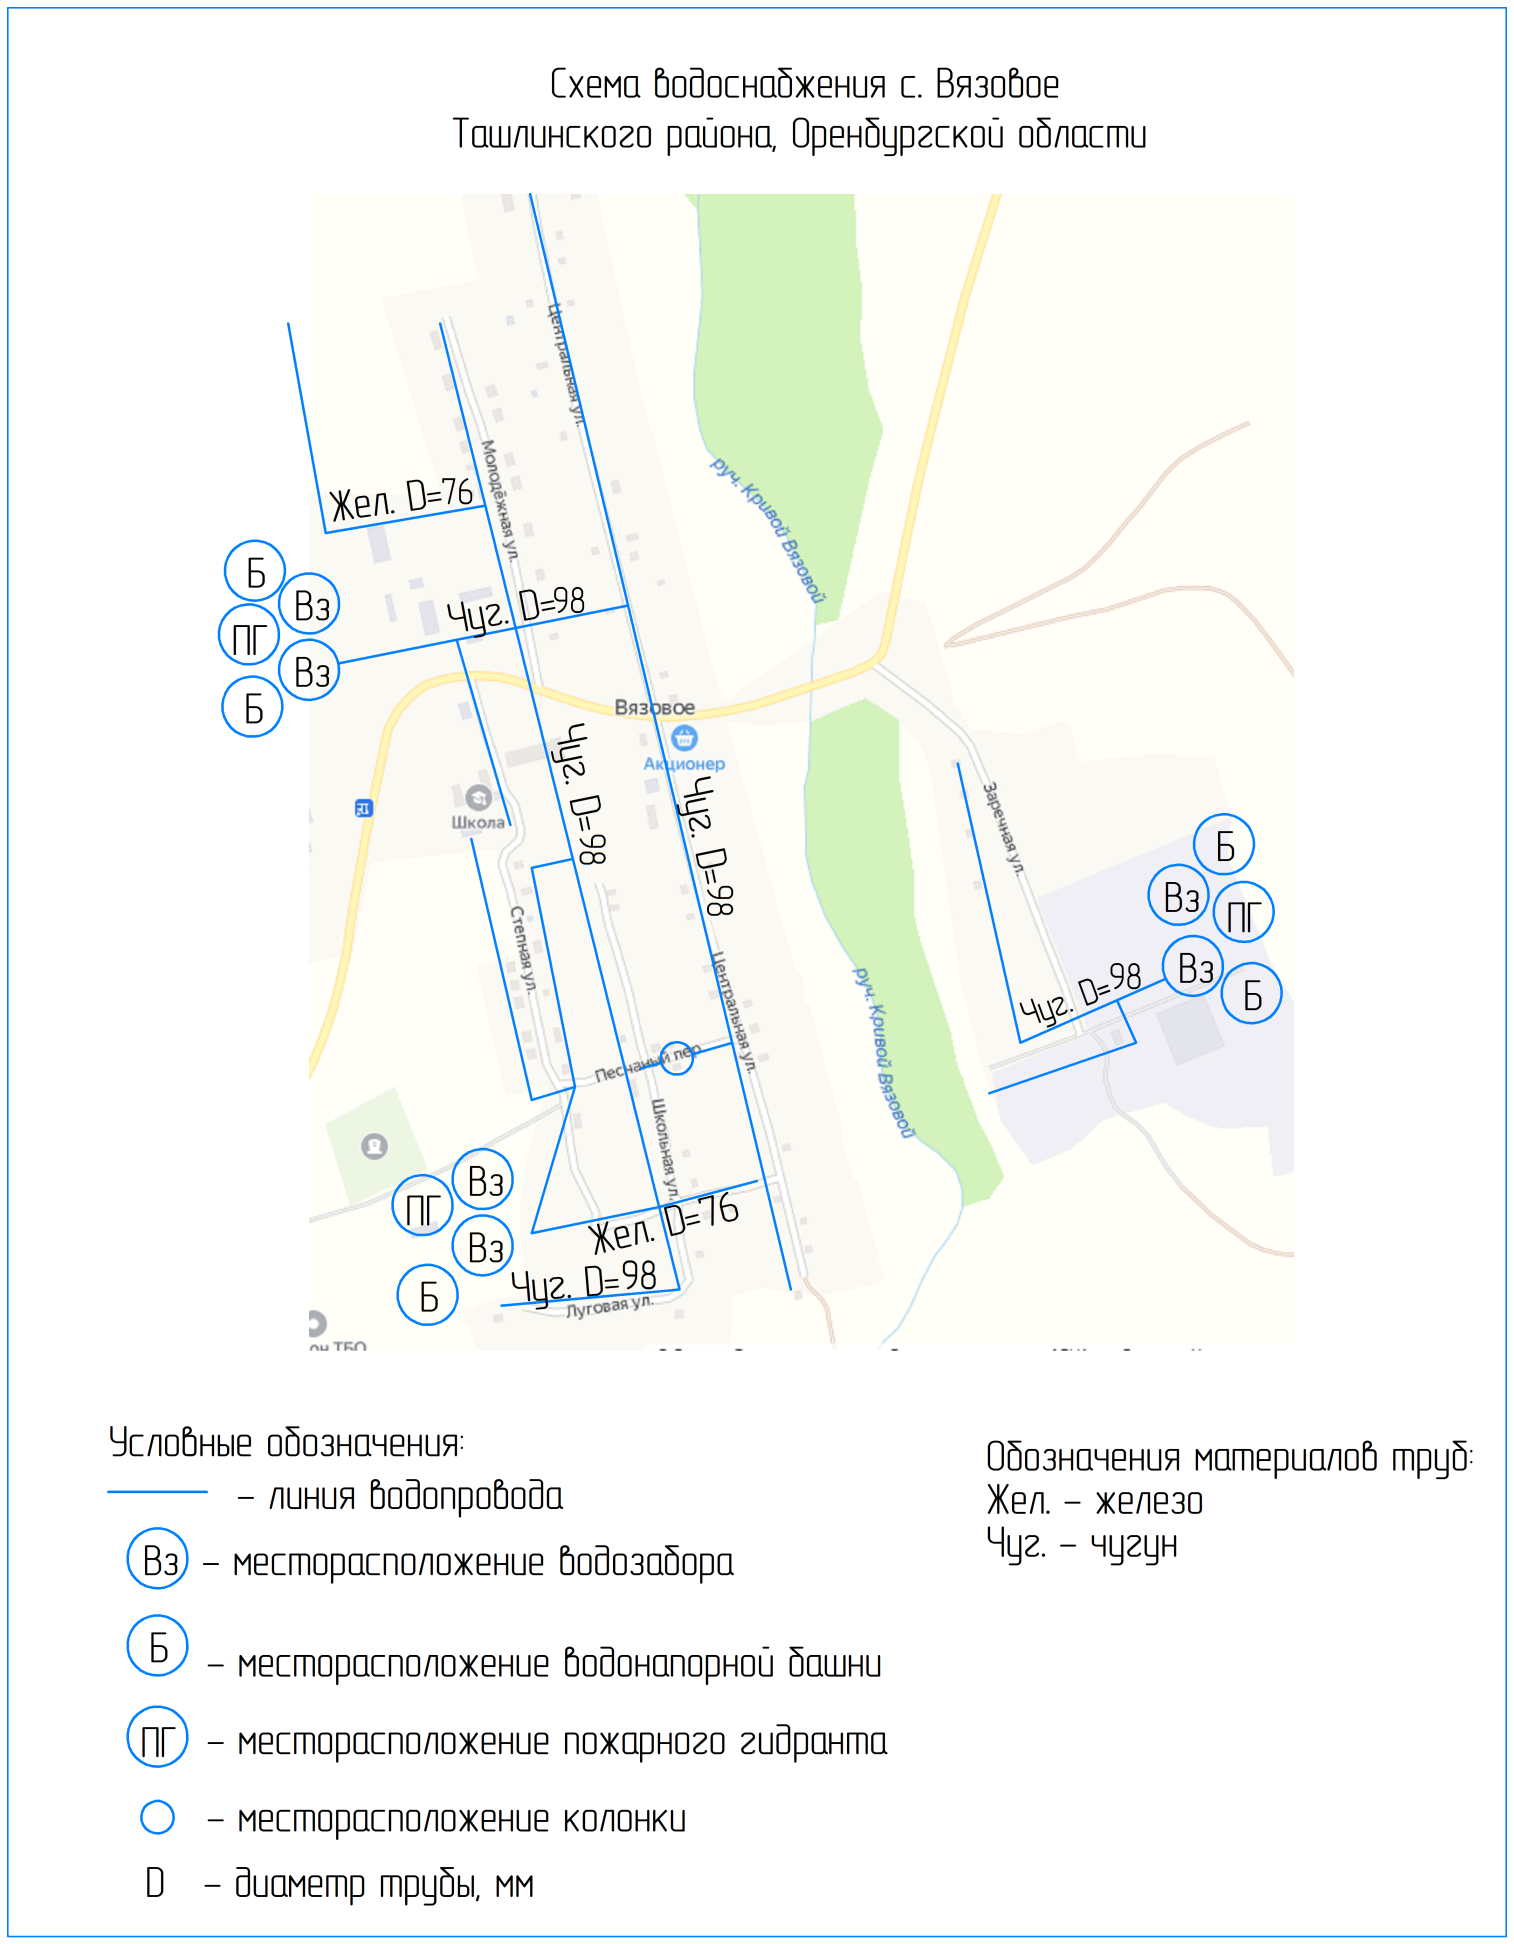 Схема водоснабжения с. Вязовое
Ташлинского района, Оренбургской области
Центральная ул.
Молодёжная ул.
Жел. D=76
руч. Кривой Вязовой
Б
Вз
ПГ
Вз
Б
Чуг. D=98
Вязовое
Акционер
Чуг. D=98
Чуг. D=98
Школа
Степная ул.
Заречная ул.
Б
Вз
ПГ
Вз
Б
Чуг. D=98
Центральная ул.
руч. Кривой Вязовой
Песчаный пер.
Школьная ул.
Вз
ПГ
Вз
Б
Жел. D=76
Чуг. D=98
Луговая ул.
он ТБО
Условные обозначения:
– линия водопровода
Вз – месторасположение водозабора
Б – месторасположение водонапорной башни
ПГ – месторасположение пожарного гидранта
– месторасположение колонки
D – диаметр трубы, мм
Обозначения материалов труб:
Жел. – железо
Чуг. – чугун